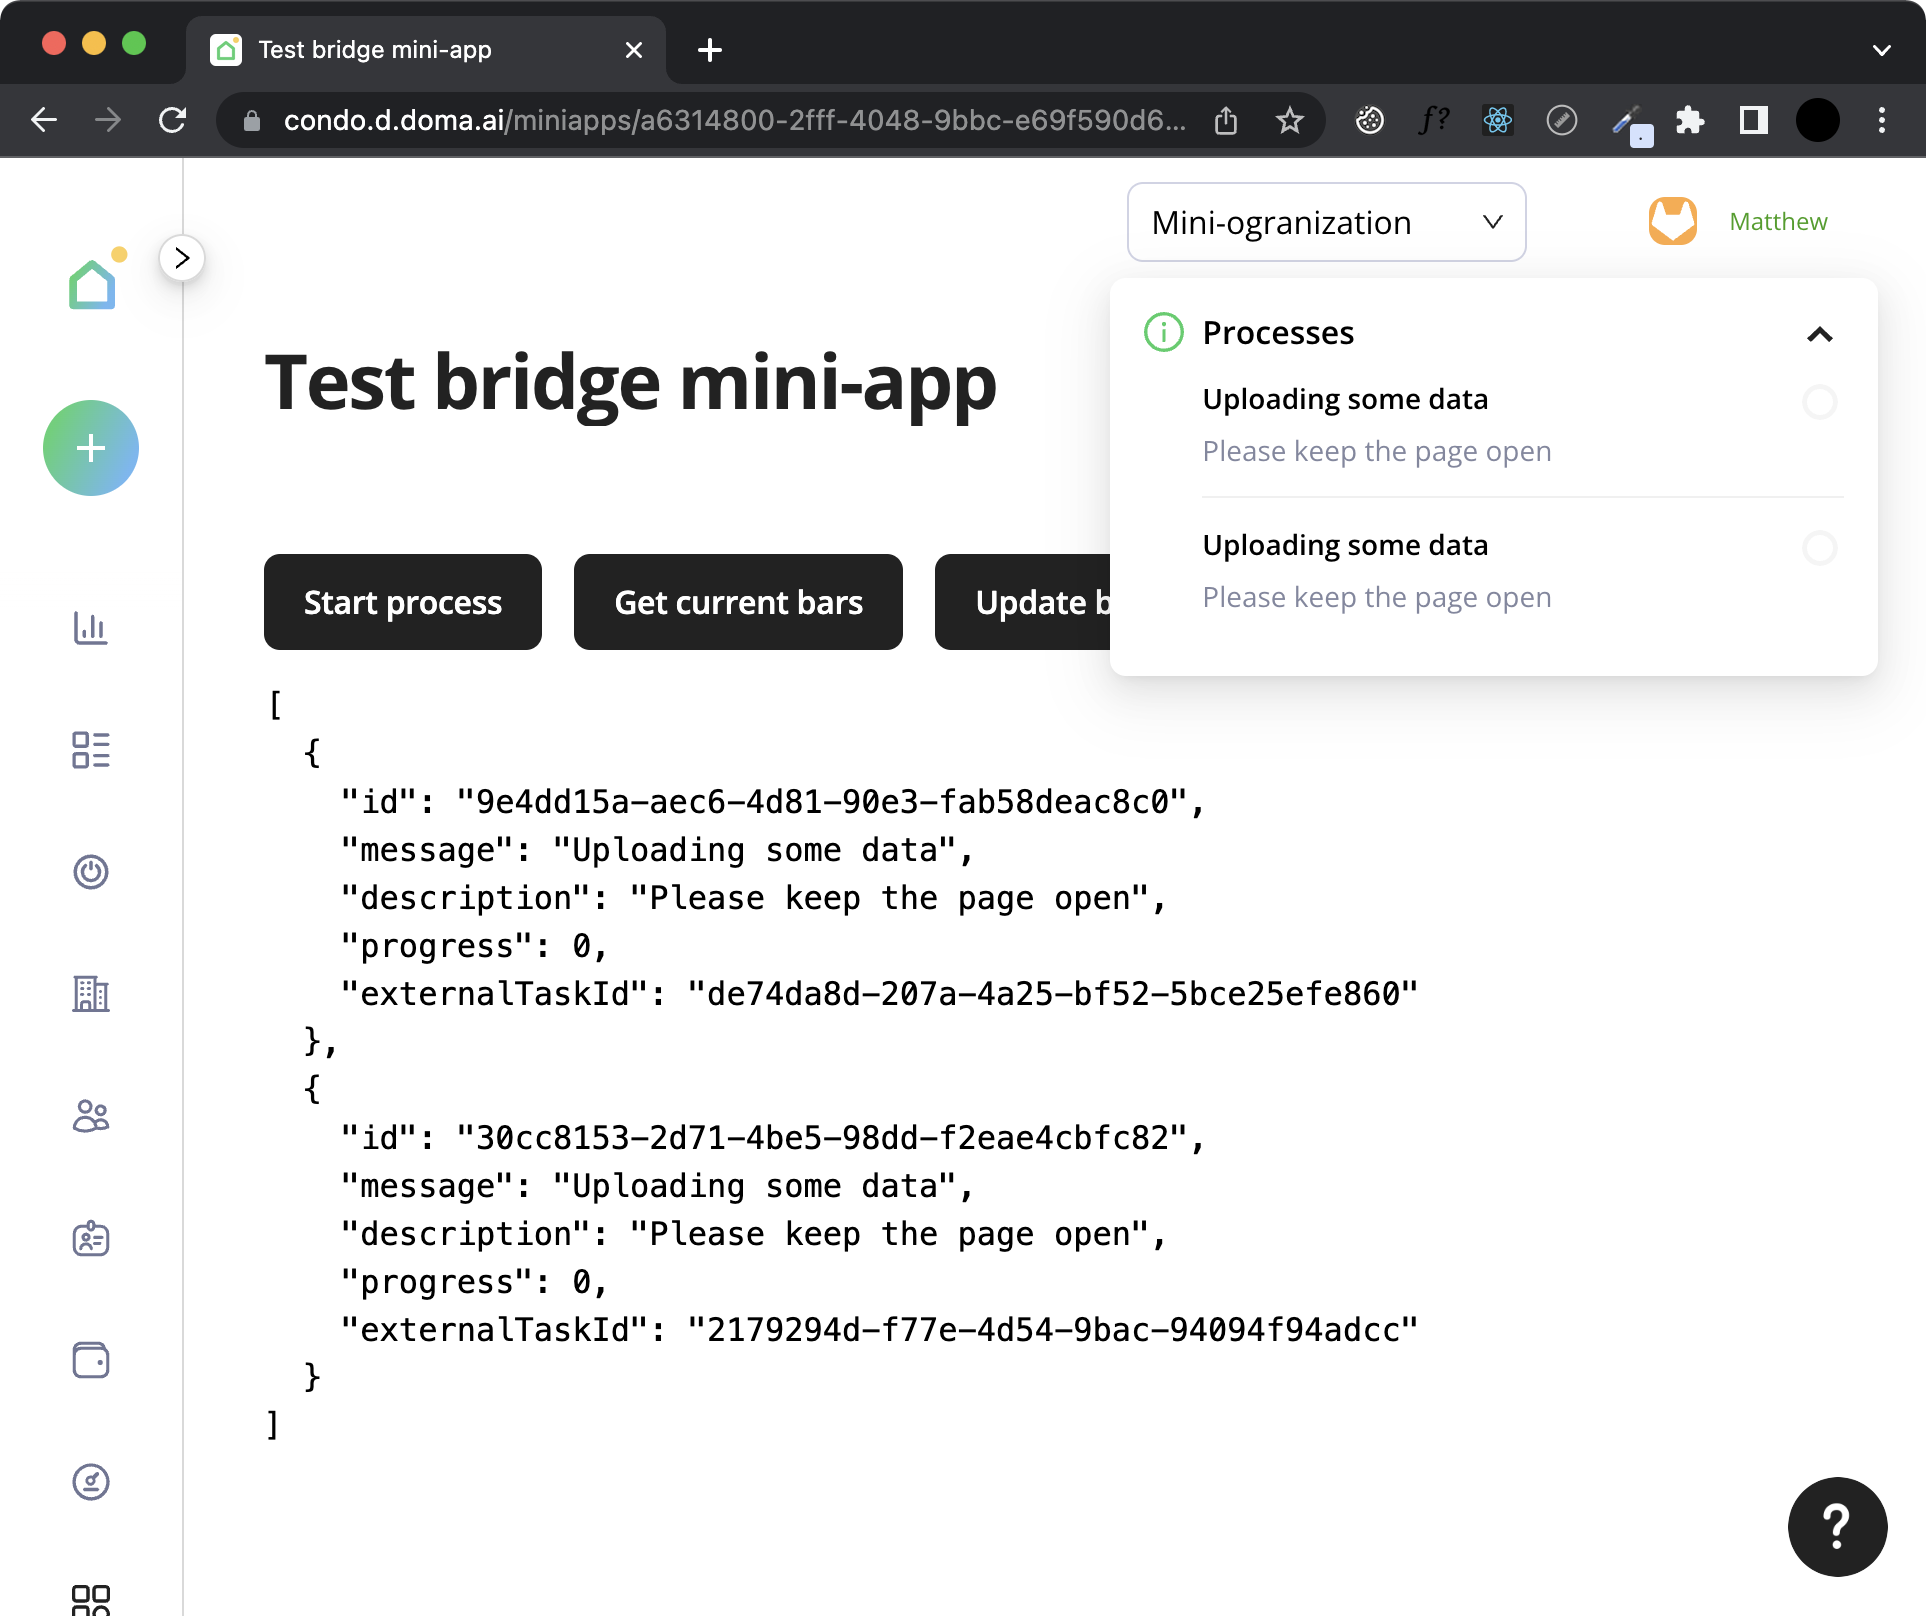 Test bridge mini-app
condo.d.doma.ai/miniapps/a6314800-2fff-4048-9bbc-e69f590d6...
f?
Mini-ogranization
Matthew
Processes
Uploading some data
Please keep the page open
Uploading some data
Please keep the page open
Test bridge mini-app
Start process
Get current bars
Update b
[
{
"id": "9e4dd15a-aec6-4d81-90e3-fab58deac8c0",
"message": "Uploading some data",
"description": "Please keep the page open",
"progress": 0,
"externalTaskId": "de74da8d-207a-4a25-bf52-5bce25efe860"
},
{
"id": "30cc8153-2d71-4be5-98dd-f2eae4cbfc82",
"message": "Uploading some data",
"description": "Please keep the page open",
"progress": 0,
"externalTaskId": "2179294d-f77e-4d54-9bac-94094f94adcc"
}
]
?